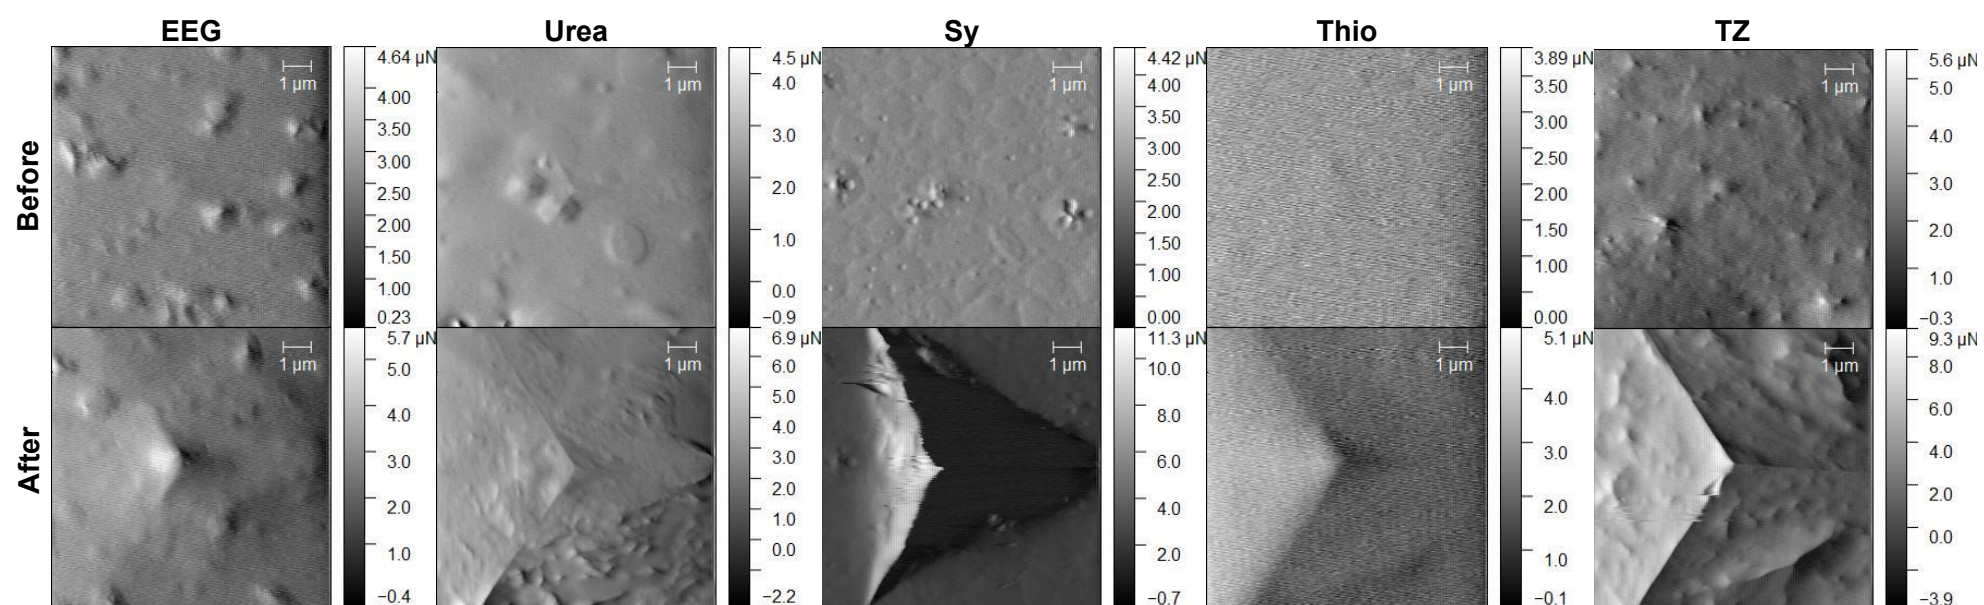 EEG
Urea
Sy
Thio
TZ
Before
1 µm
4.64 µN
4.00
3.50
3.00
2.50
2.00
1.50
1.00
0.23
1 µm
4.5 µN
4.0
3.0
2.0
1.0
0.0
−0.9
1 µm
4.42 µN
4.00
3.50
3.00
2.50
2.00
1.50
1.00
0.00
1 µm
3.89 µN
3.50
3.00
2.50
2.00
1.50
1.00
0.00
1 µm
5.6 µN
5.0
4.0
3.0
2.0
1.0
−0.3
After
1 µm
5.7 µN
5.0
4.0
3.0
2.0
1.0
−0.4
1 µm
6.9 µN
6.0
5.0
4.0
3.0
2.0
1.0
0.0
−2.2
1 µm
11.3 µN
10.0
8.0
6.0
4.0
2.0
−0.7
1 µm
5.1 µN
4.0
3.0
2.0
1.0
−0.1
1 µm
9.3 µN
8.0
6.0
4.0
2.0
0.0
−3.9